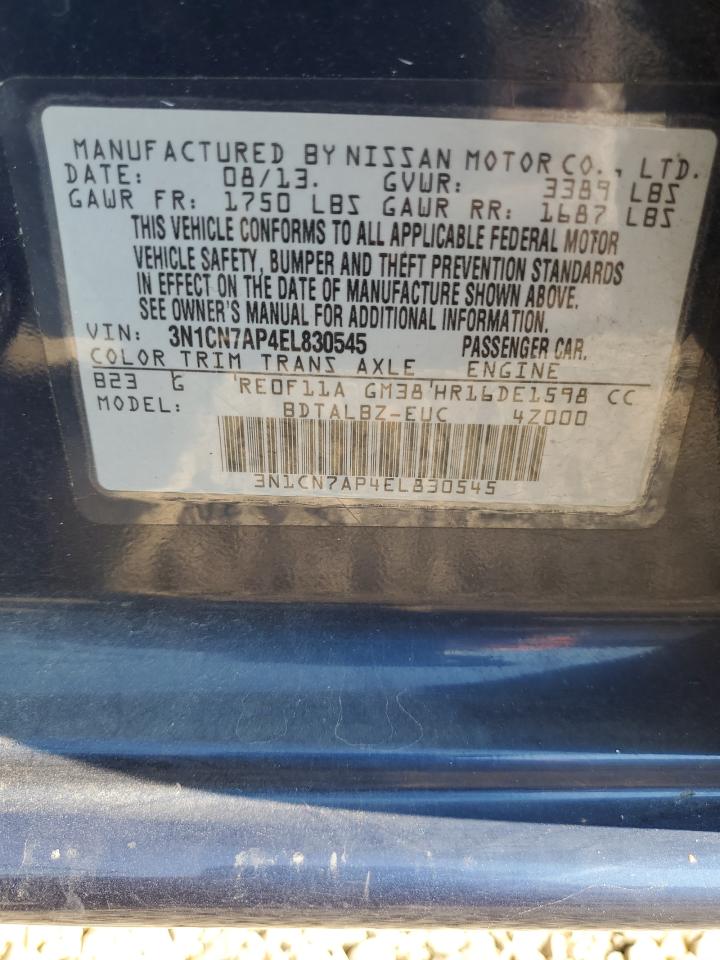 MANUFACTURED BY NISSAN MOTOR CO., LTD.
DATE: 08/13. GVWR: 3389 LBS
GAWR FR: 1750 LBS GAWR RR: 1687 LBS
THIS VEHICLE CONFORMS TO ALL APPLICABLE FEDERAL MOTOR
VEHICLE SAFETY, BUMPER AND THEFT PREVENTION STANDARDS
IN EFFECT ON THE DATE OF MANUFACTURE SHOWN ABOVE.
SEE OWNER'S MANUAL FOR ADDITIONAL INFORMATION.
VIN: 3N1CN7AP4EL830545 PASSENGER CAR.
COLOR TRIM TRANS AXLE ENGINE
B23 G RE0F11A GM38 HR16DE1598 CC
MODEL: BDTALBZ-EUC 4Z000
3N1CN7AP4EL830545